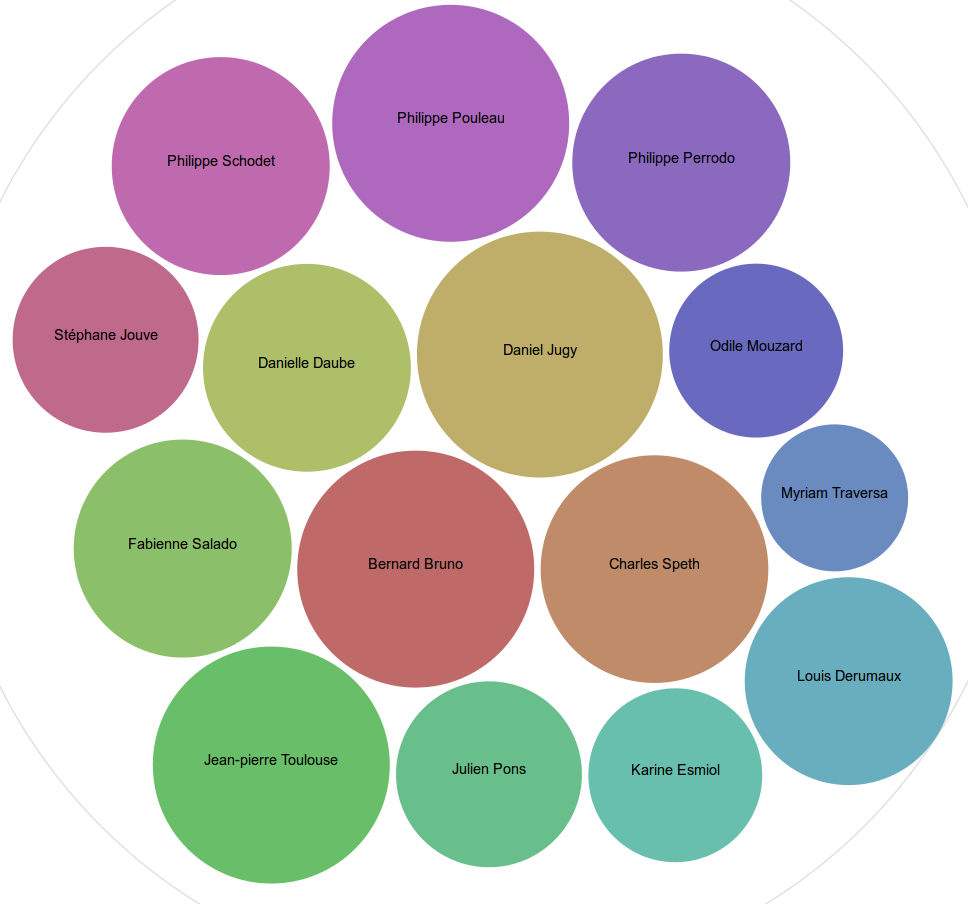 Philippe Pouleau
Philippe Schodet
Philippe Perrodo
Stéphane Jouve
Danielle Daube
Daniel Jugy
Odile Mouzard
Myriam Traversa
Fabienne Salado
Bernard Bruno
Charles Speth
Louis Derumaux
Jean-pierre Toulouse
Julien Pons
Karine Esmiol